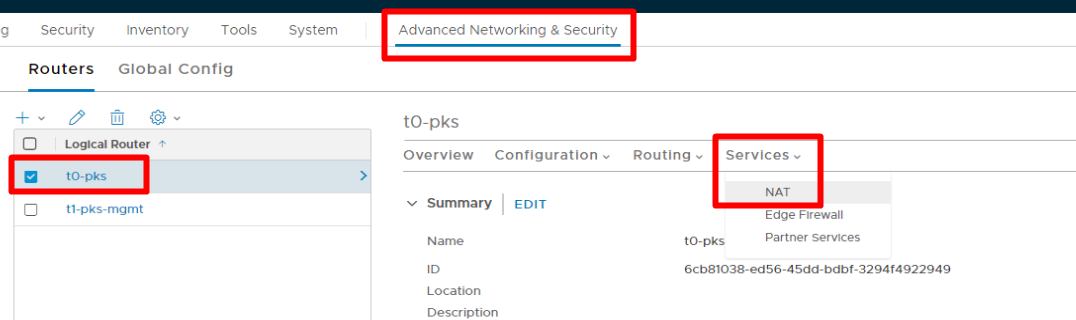 g Security Inventory Tools System Advanced Networking & Security
Routers Global Config
Logical Router ↑
t0-pks
t1-pks-mgmt
t0-pks
Overview Configuration Routing Services
NAT
Edge Firewall
Partner Services
Summary EDIT
Name t0-pks
ID 6cb81038-ed56-45dd-bdbf-3294f4922949
Location
Description